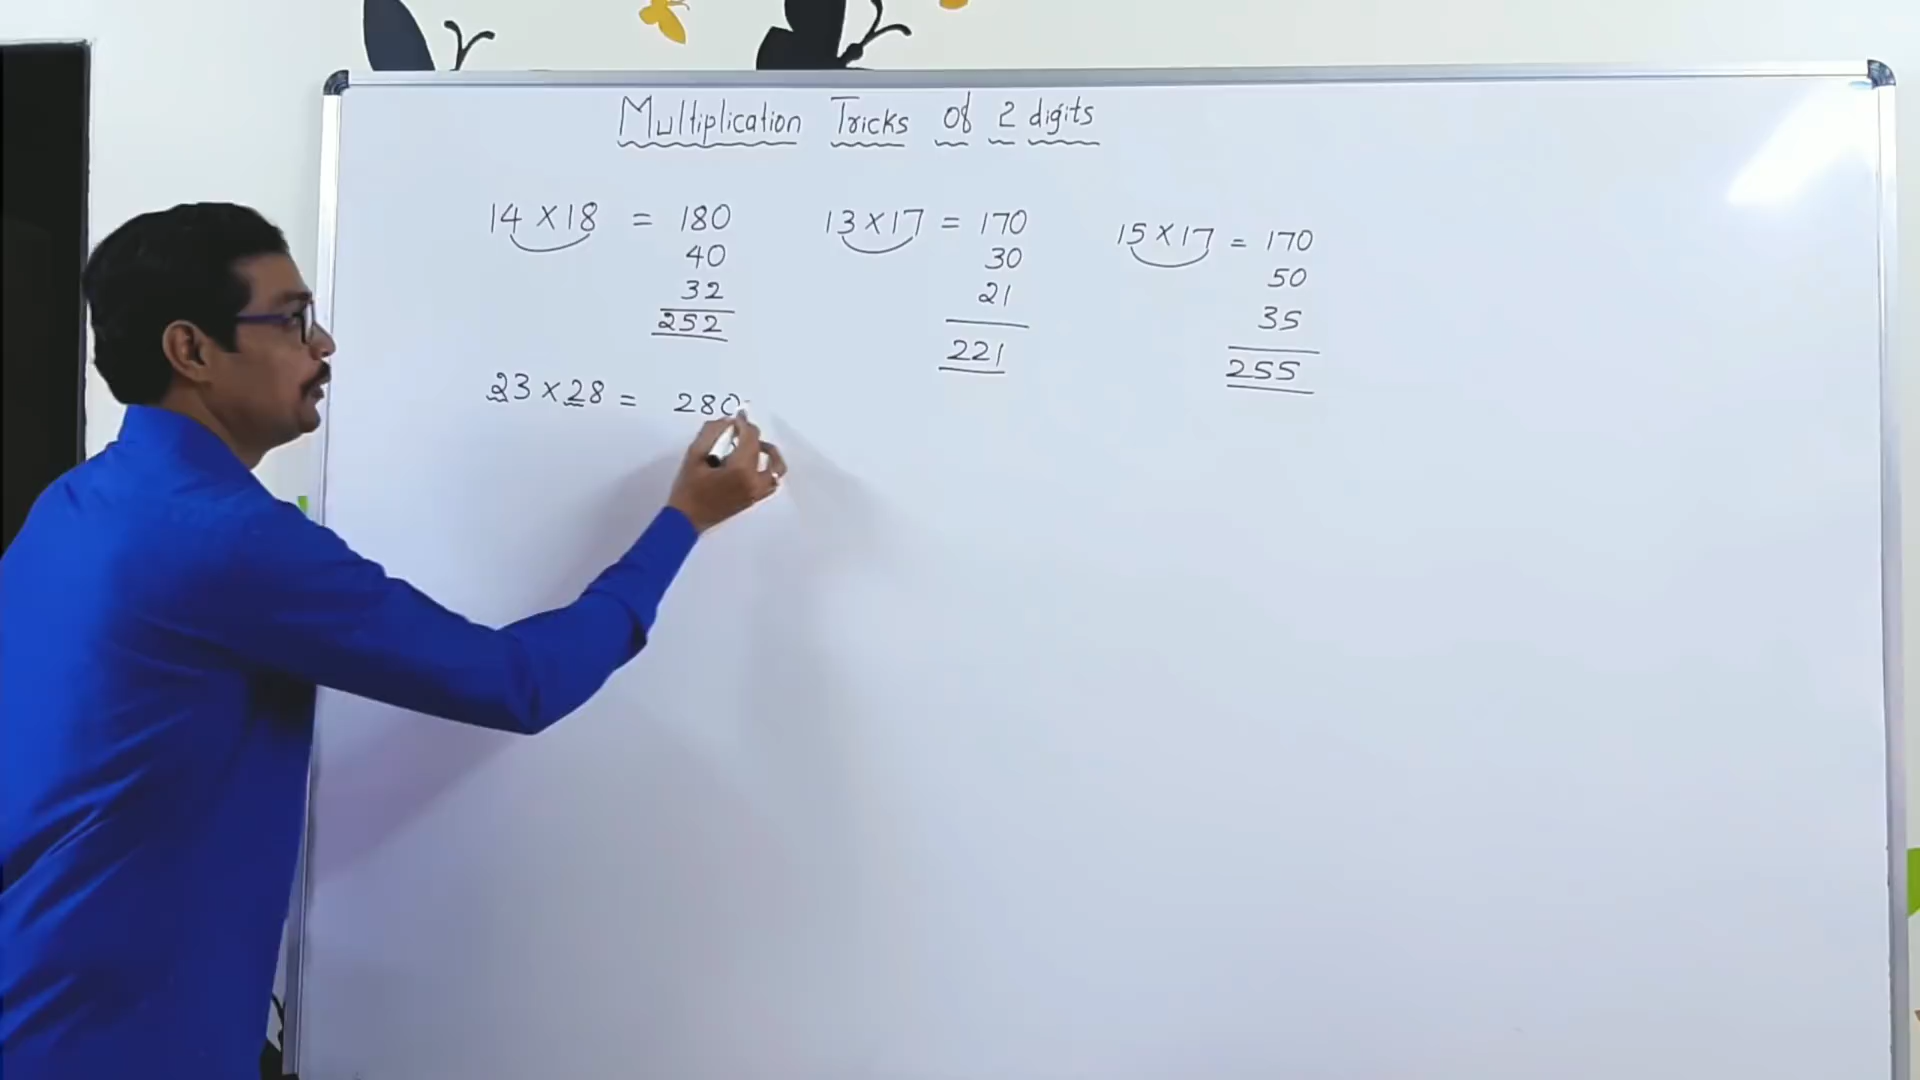 Multiplication Tricks of 2 digits
14 × 18 = 180
40
32
252
13 × 17 = 170
30
21
221
15 × 17 = 170
50
35
255
23 × 28 = 280